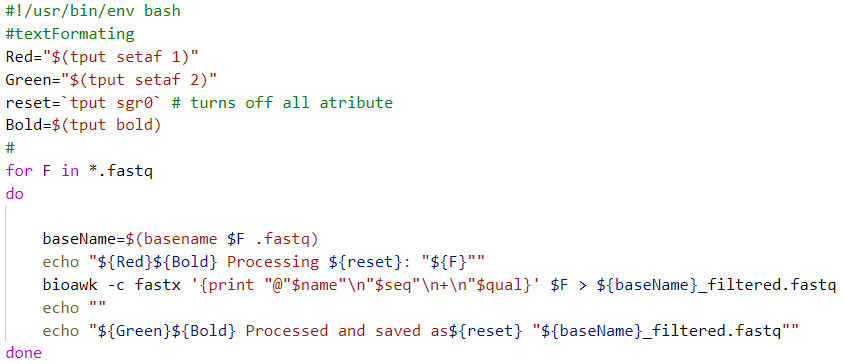 #!/usr/bin/env bash
#textFormating
Red="$(tput setaf 1)"
Green="$(tput setaf 2)"
reset=`tput sgr0` # turns off all atribute
Bold=$(tput bold)
#
for F in *.fastq
do
baseName=$(basename $F .fastq)
echo "${Red}${Bold} Processing ${reset}: "${F}""
bioawk -c fastx '{print "@"$name"\n"$seq"\n+\n"$qual}' $F > ${baseName}_filtered.fastq
echo ""
echo "${Green}${Bold} Processed and saved as${reset} "${baseName}_filtered.fastq""
done